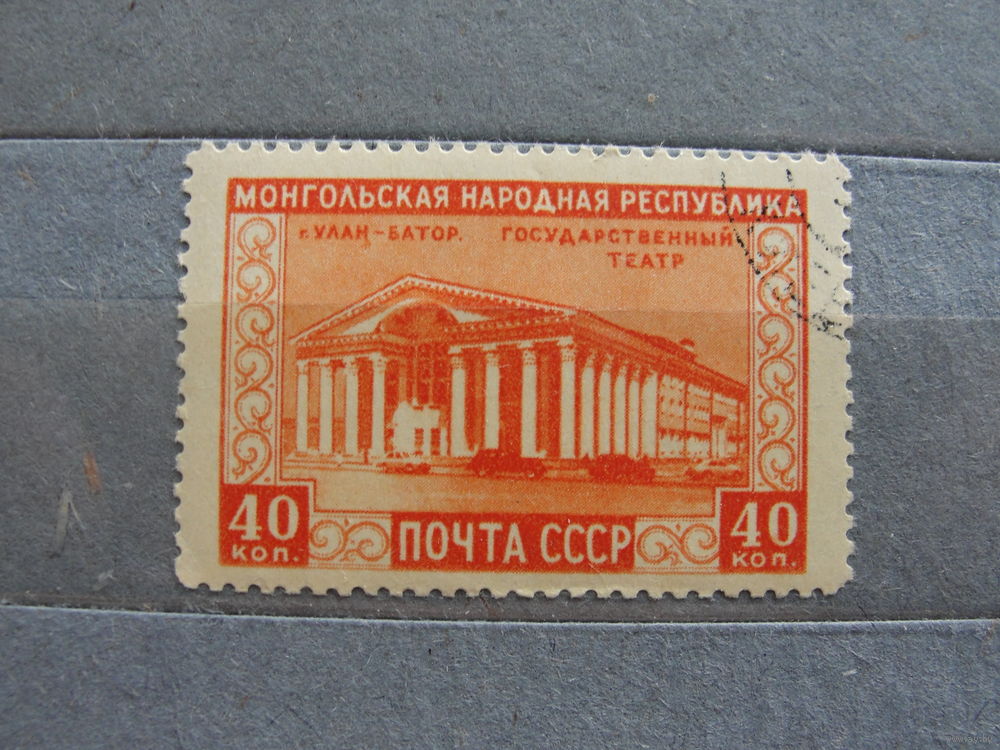 МОНГОЛЬСКАЯ НАРОДНАЯ РЕСПУБЛИКА
г. УЛАН-БАТОР. ГОСУДАРСТВЕННЫЙ
ТЕАТР
40 40
КОП. ПОЧТА СССР КОП.